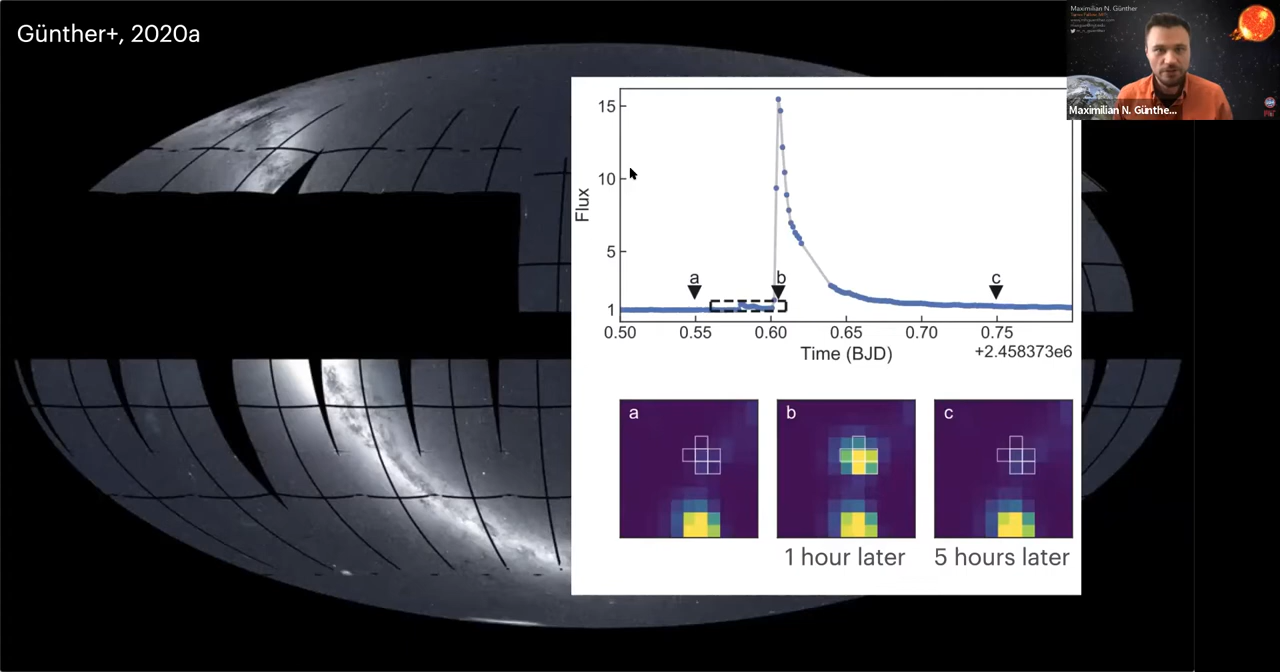 Günther+, 2020a
Maximilian N. Günther
Maximilian N. Günthe...
15
10
5
1
Flux
a
b
c
0.50
0.55
0.60
0.65
0.70
0.75
Time (BJD)
+2.458373e6
a
b
c
1 hour later
5 hours later